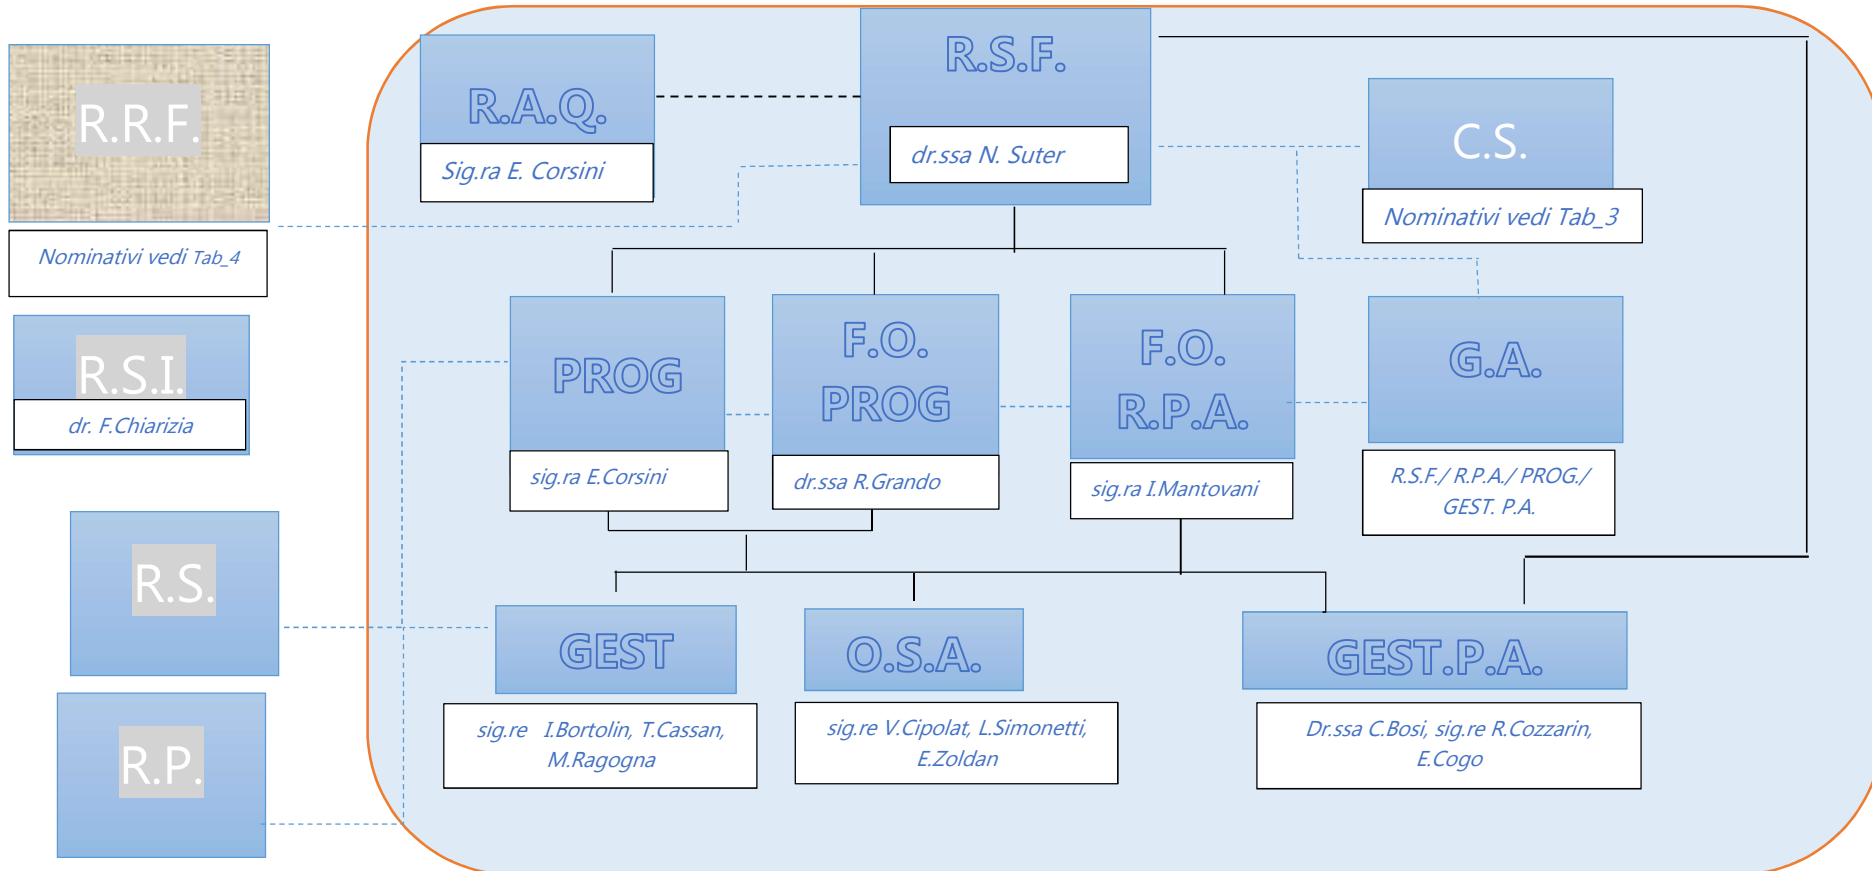 R.S.F.
dr.ssa N. Suter
R.A.Q.
Sig.ra E. Corsini
R.R.F.
Nominativi vedi Tab_4
C.S.
Nominativi vedi Tab_3
R.S.I.
dr. F.Chiarizia
PROG
sig.ra E.Corsini
F.O.
PROG
dr.ssa R.Grando
F.O.
R.P.A.
sig.ra I.Mantovani
G.A.
R.S.F./ R.P.A./ PROG./
GEST. P.A.
R.S.
GEST
sig.re I.Bortolin, T.Cassan,
M.Ragogna
O.S.A.
sig.re V.Cipolat, L.Simonetti,
E.Zoldan
GEST.P.A.
Dr.ssa C.Bosi, sig.re R.Cozzarin,
E.Cogo
R.P.